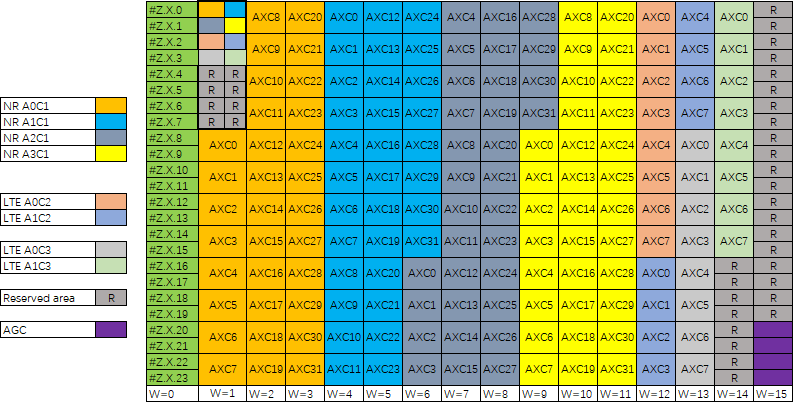 #Z.X.0 R
AXC8 AXC20 AXC0 AXC12 AXC24 AXC4 AXC16 AXC28 AXC8 AXC20 AXC0 AXC4 AXC0
#Z.X.1 R
#Z.X.2 R
AXC9 AXC21 AXC1 AXC13 AXC25 AXC5 AXC17 AXC29 AXC9 AXC21 AXC1 AXC5 AXC1
#Z.X.3 R
#Z.X.4 R R R
AXC10 AXC22 AXC2 AXC14 AXC26 AXC6 AXC18 AXC30 AXC10 AXC22 AXC2 AXC6 AXC2
#Z.X.5 R R R
#Z.X.6 R R R
AXC11 AXC23 AXC3 AXC15 AXC27 AXC7 AXC19 AXC31 AXC11 AXC23 AXC3 AXC7 AXC3
#Z.X.7 R R R
#Z.X.8 R
AXC0 AXC12 AXC24 AXC4 AXC16 AXC28 AXC8 AXC20 AXC0 AXC12 AXC24 AXC4 AXC0 AXC4
#Z.X.9 R
#Z.X.10 R
AXC1 AXC13 AXC25 AXC5 AXC17 AXC29 AXC9 AXC21 AXC1 AXC13 AXC25 AXC5 AXC1 AXC5
#Z.X.11 R
#Z.X.12 R
AXC2 AXC14 AXC26 AXC6 AXC18 AXC30 AXC10 AXC22 AXC2 AXC14 AXC26 AXC6 AXC2 AXC6
#Z.X.13 R
#Z.X.14 R
AXC3 AXC15 AXC27 AXC7 AXC19 AXC31 AXC11 AXC23 AXC3 AXC15 AXC27 AXC7 AXC3 AXC7
#Z.X.15 R
#Z.X.16 R R
AXC4 AXC16 AXC28 AXC8 AXC20 AXC0 AXC12 AXC24 AXC4 AXC16 AXC28 AXC0 AXC4
#Z.X.17 R R
#Z.X.18 R R
AXC5 AXC17 AXC29 AXC9 AXC21 AXC1 AXC13 AXC25 AXC5 AXC17 AXC29 AXC1 AXC5
#Z.X.19 R R
#Z.X.20 R
AXC6 AXC18 AXC30 AXC10 AXC22 AXC2 AXC14 AXC26 AXC6 AXC18 AXC30 AXC2 AXC6
#Z.X.21 R
#Z.X.22 R
AXC7 AXC19 AXC31 AXC11 AXC23 AXC3 AXC15 AXC27 AXC7 AXC19 AXC31 AXC3 AXC7
#Z.X.23 R
W=0 W=1 W=2 W=3 W=4 W=5 W=6 W=7 W=8 W=9 W=10 W=11 W=12 W=13 W=14 W=15
NR A0C1
NR A1C1
NR A2C1
NR A3C1
LTE A0C2
LTE A1C2
LTE A0C3
LTE A1C3
Reserved area R
AGC